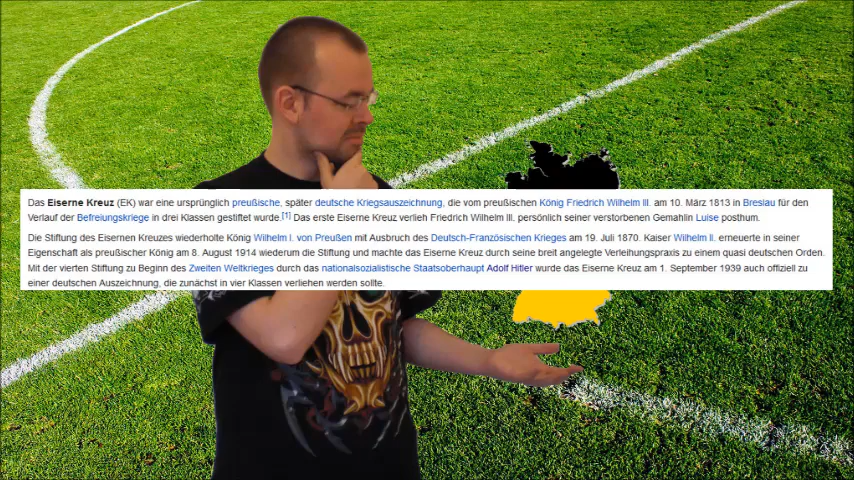 Das Eiserne Kreuz (EK) war eine ursprünglich preußische, später deutsche Kriegsauszeichnung, die vom preußischen König Friedrich Wilhelm III. am 10. März 1813 in Breslau für den
Verlauf der Befreiungskriege in drei Klassen gestiftet wurde.[1] Das erste Eiserne Kreuz verlieh Friedrich Wilhelm III. persönlich seiner verstorbenen Gemahlin Luise posthum.
Die Stiftung des Eisernen Kreuzes wiederholte König Wilhelm I. von Preußen mit Ausbruch des Deutsch-Französischen Krieges am 19. Juli 1870. Kaiser Wilhelm II. erneuerte in seiner
Eigenschaft als preußischer König am 8. August 1914 wiederum die Stiftung und machte das Eiserne Kreuz durch seine breit angelegte Verleihungspraxis zu einem quasi deutschen Orden.
Mit der vierten Stiftung zu Beginn des Zweiten Weltkrieges durch das nationalsozialistische Staatsoberhaupt Adolf Hitler wurde das Eiserne Kreuz am 1. September 1939 auch offiziell zu
einer deutschen Auszeichnung, die zunächst in vier Klassen verliehen werden sollte.